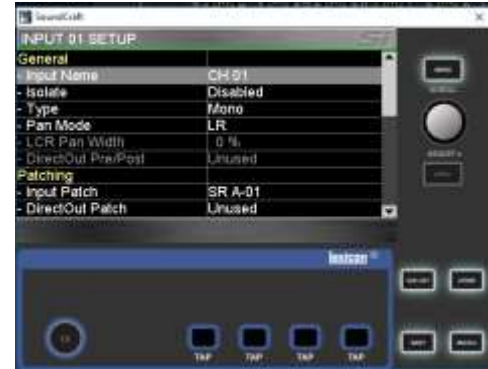 SoundCraft
INPUT 01 SETUP
General
- Input Name CH 01
- Isolate Disabled
- Type Mono
- Pan Mode LR
- LCR Pan Width 0 %
- DirectOut Pre/Post Unused
Patching
- Input Patch SR A-01
- DirectOut Patch Unused
lexicon
TAP TAP TAP TAP